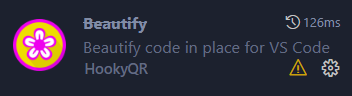 Beautify 126ms
Beautify code in place for VS Code
HookyQR